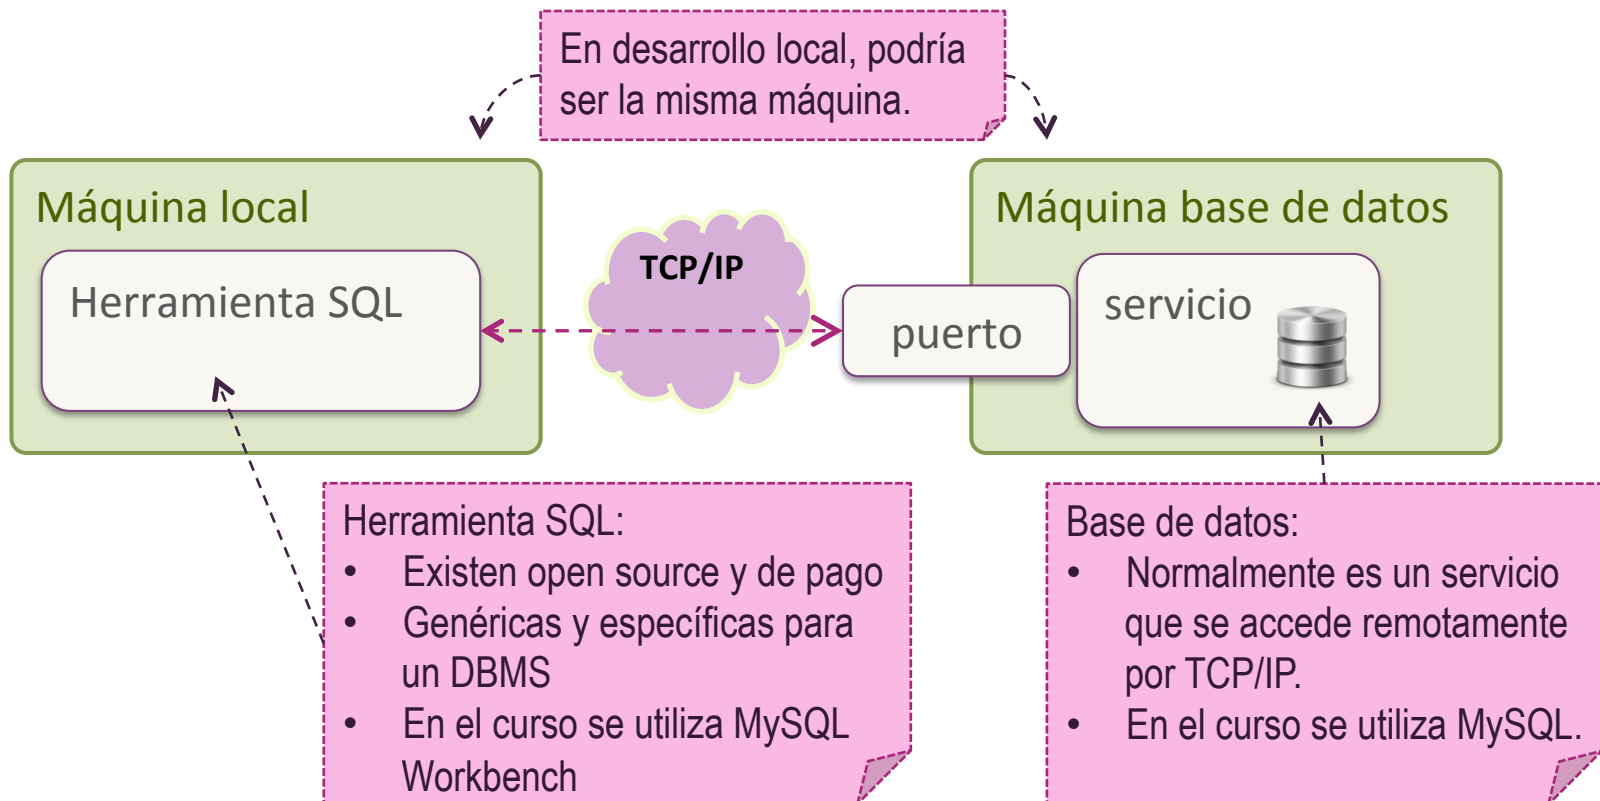 En desarrollo local, podría
ser la misma máquina.
Máquina local
Herramienta SQL
TCP/IP
puerto
Máquina base de datos
servicio
Herramienta SQL:
• Existen open source y de pago
• Genéricas y específicas para
un DBMS
• En el curso se utiliza MySQL
Workbench
Base de datos:
• Normalmente es un servicio
que se accede remotamente
por TCP/IP.
• En el curso se utiliza MySQL.